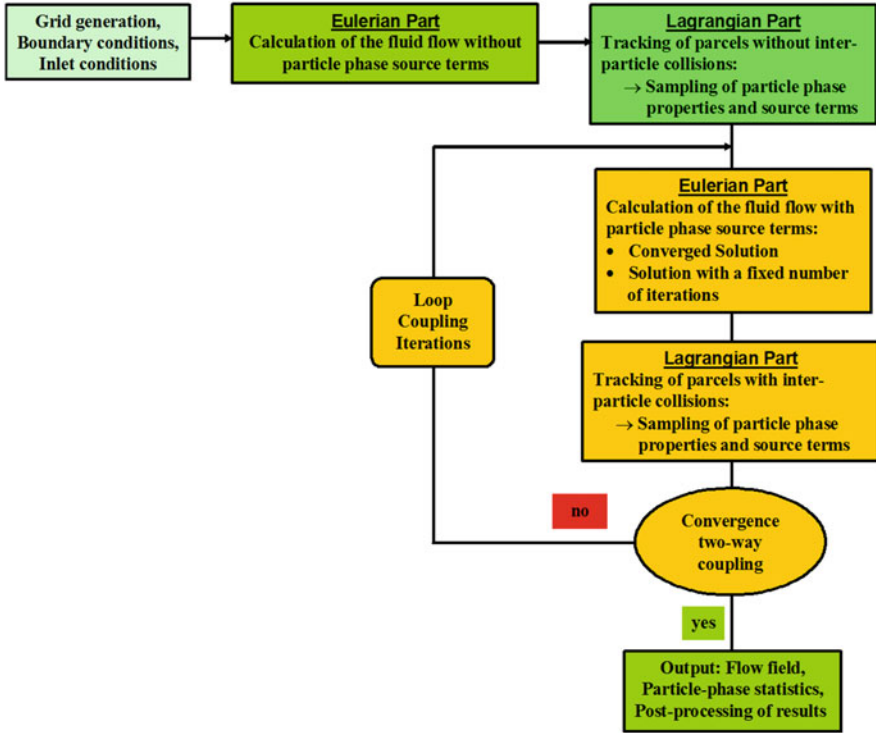 Grid generation,
Boundary conditions,
Inlet conditions
Eulerian Part
Calculation of the fluid flow without
particle phase source terms
Lagrangian Part
Tracking of parcels without inter-
particle collisions:
→ Sampling of particle phase
properties and source terms
Eulerian Part
Calculation of the fluid flow with
particle phase source terms:
• Converged Solution
• Solution with a fixed number
of iterations
Loop
Coupling
Iterations
Lagrangian Part
Tracking of parcels with inter-
particle collisions:
→ Sampling of particle phase
properties and source terms
no
Convergence
two-way
coupling
yes
Output: Flow field,
Particle-phase statistics,
Post-processing of results